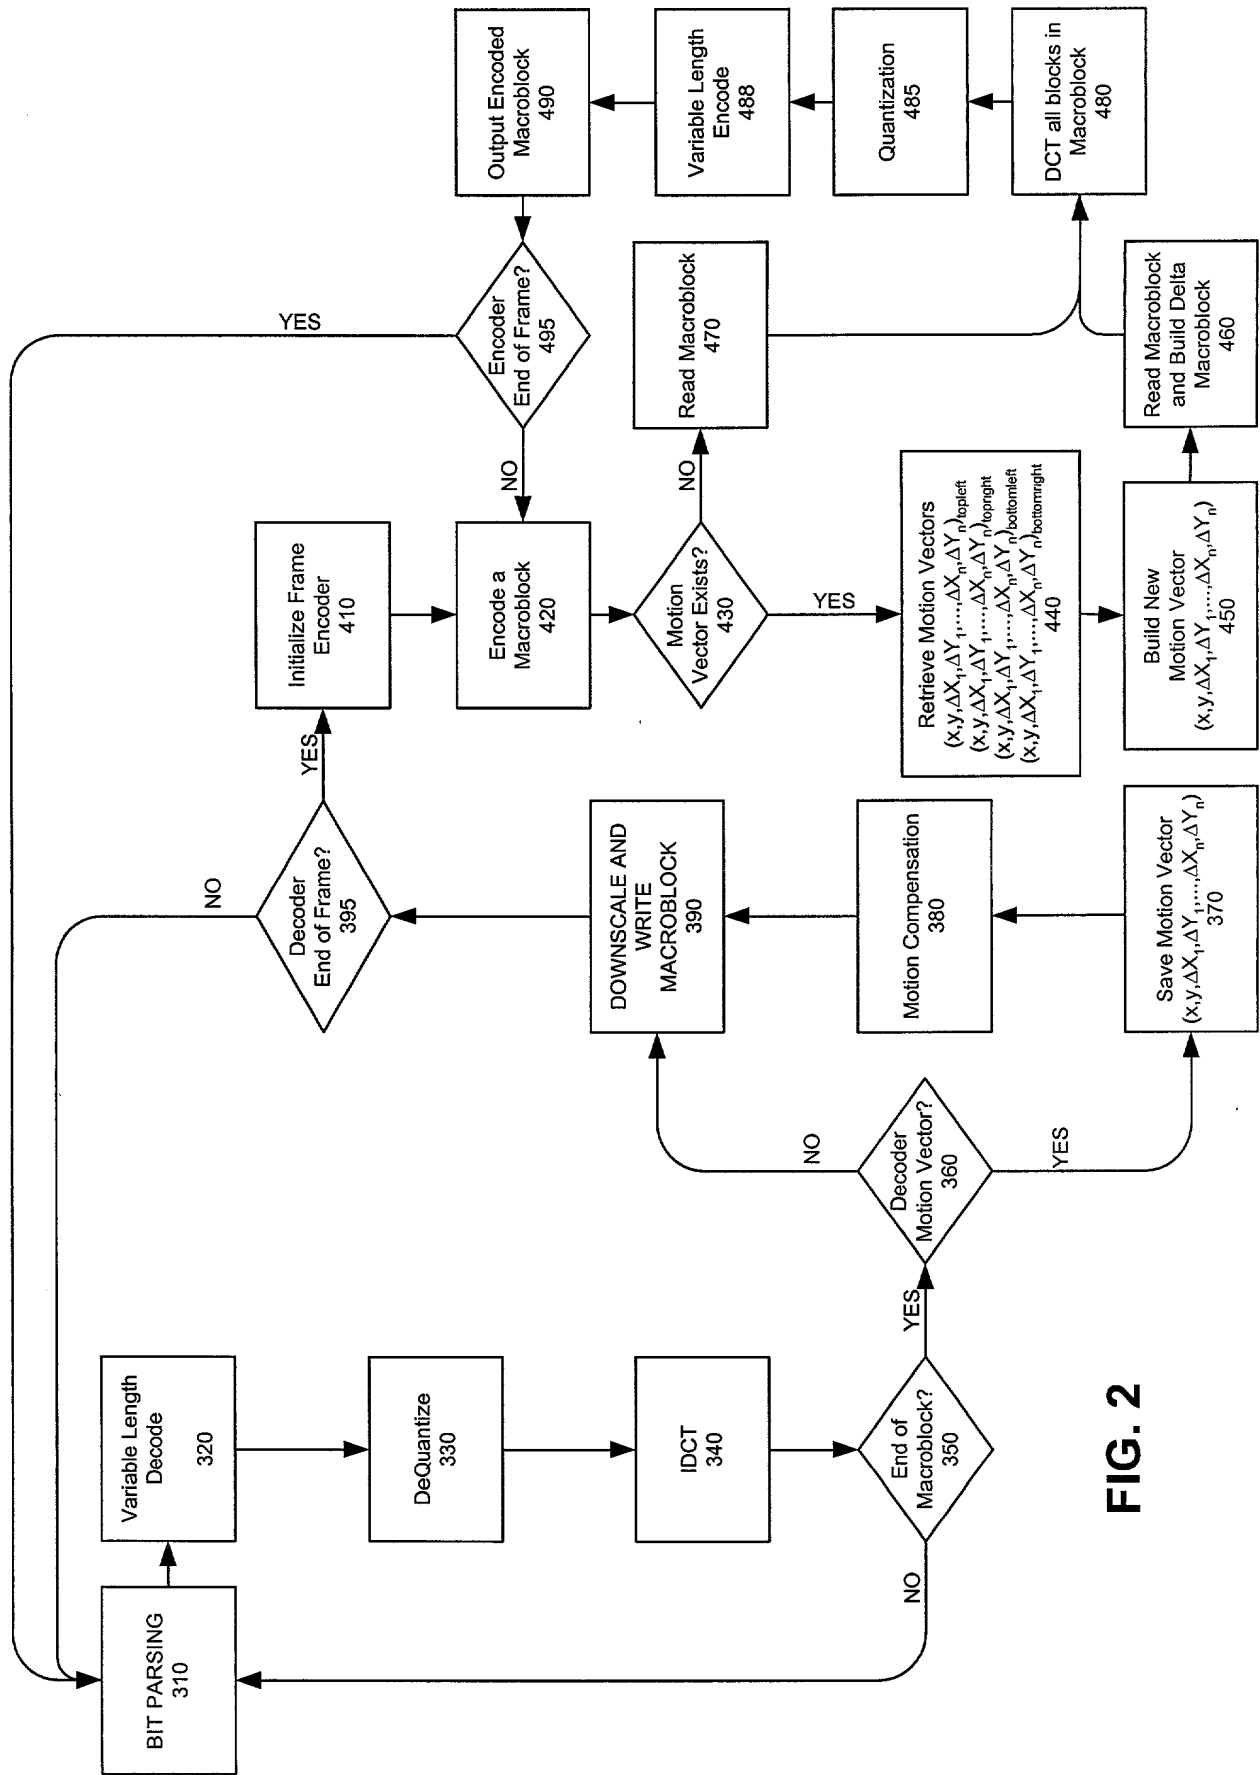 BIT PARSING
310
Variable Length
Decode
320
DeQuantize
330
IDCT
340
End of
Macroblock?
350
NO
YES
Decoder
Motion Vector?
360
NO
YES
Save Motion Vector
(x,y,ΔX1,ΔY1,...,ΔXn,ΔYn)
370
Motion Compensation
380
DOWNSCALE AND
WRITE
MACROBLOCK
390
Decoder
End of Frame?
395
NO
YES
Initialize Frame
Encoder
410
Encode a
Macroblock
420
Motion
Vector Exists?
430
NO
YES
Retrieve Motion Vectors
(x,y,ΔX1,ΔY1,...,ΔXn,ΔYn)topleft
(x,y,ΔX1,ΔY1,...,ΔXn,ΔYn)topright
(x,y,ΔX1,ΔY1,...,ΔXn,ΔYn)bottomleft
(x,y,ΔX1,ΔY1,...,ΔXn,ΔYn)bottomright
440
Build New
Motion Vector
(x,y,ΔX1,ΔY1,...,ΔXn,ΔYn)
450
Read Macroblock
and Build Delta
Macroblock
460
Read Macroblock
470
DCT all blocks in
Macroblock
480
Quantization
485
Variable Length
Encode
488
Output Encoded
Macroblock
490
Encoder
End of Frame?
495
NO
YES
FIG. 2